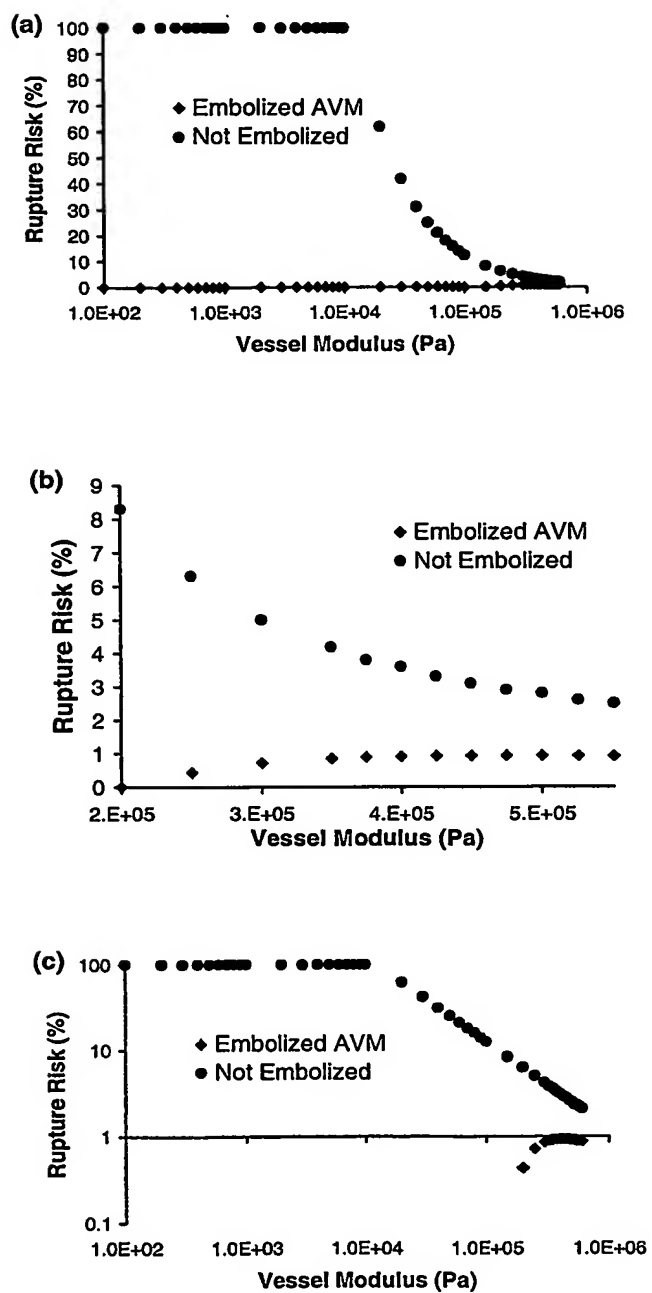 (a)
100
90
80
70
60
50
40
30
20
10
0
Rupture Risk (%)
Embolized AVM
Not Embolized
1.0E+02 1.0E+03 1.0E+04 1.0E+05 1.0E+06
Vessel Modulus (Pa)
(b)
9
8
7
6
5
4
3
2
1
0
Rupture Risk (%)
Embolized AVM
Not Embolized
2.E+05 3.E+05 4.E+05 5.E+05
Vessel Modulus (Pa)
(c)
100
10
1
0.1
Rupture Risk (%)
Embolized AVM
Not Embolized
1.0E+02 1.0E+03 1.0E+04 1.0E+05 1.0E+06
Vessel Modulus (Pa)